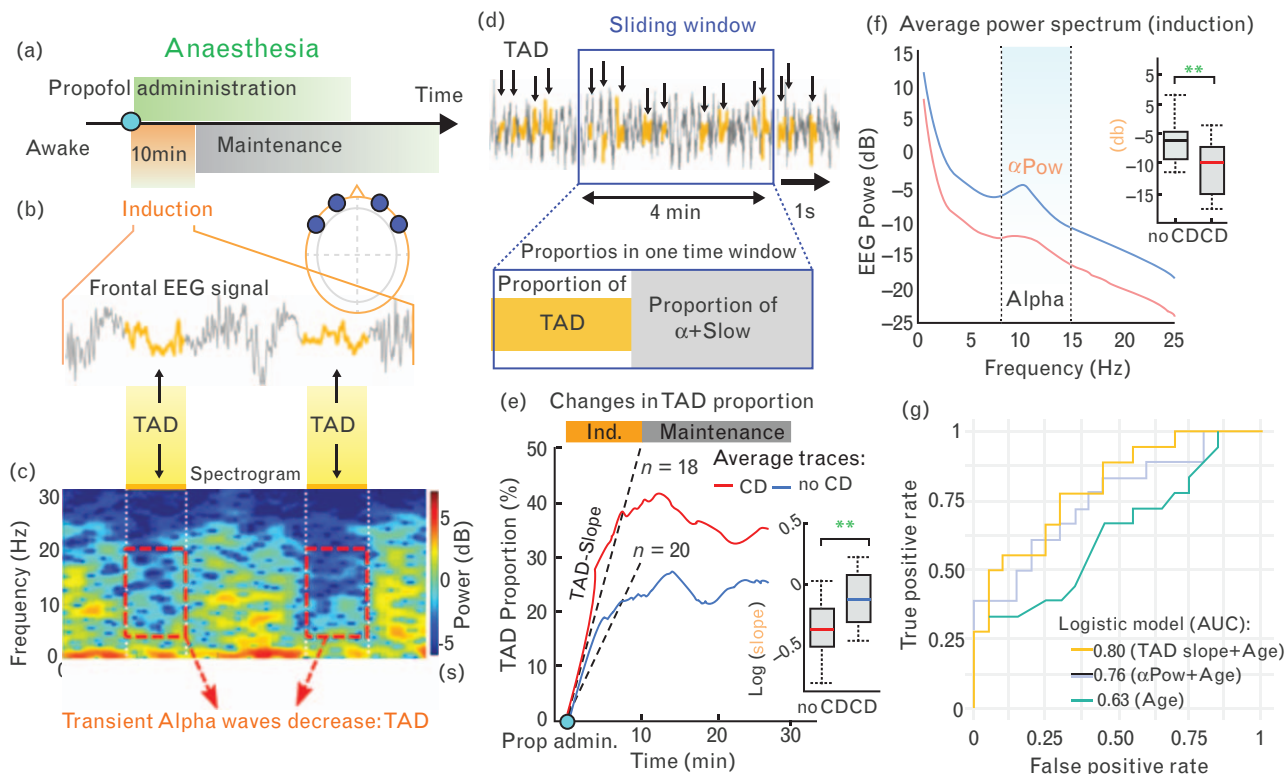 (a)
Anaesthesia
Propofol admininistration
Time
Awake
10min
Maintenance
(b)
Induction
Frontal EEG signal
TAD
TAD
(c)
Spectrogram
30
20
10
0
Frequency (Hz)
8
-5
Power (dB)
(s)
Transient Alpha waves decrease: TAD
(d)
Sliding window
TAD
4 min
1s
Proportios in one time window
Proportion of
TAD
Proportion of
α+Slow
(e)
Changes in TAD proportion
Ind.
Maintenance
50
40
30
20
10
0
TAD Proportion (%)
TAD-Slope
n = 18
n = 20
Average traces:
CD
no CD
0
10
20
30
Prop admin.
Time (min)
0.5
0
−0.5
Log (slope)
**
no CD
CD
(f)
Average power spectrum (induction)
15
10
5
0
−5
−10
−15
−20
−25
EEG Powe (dB)
αPow
Alpha
0
5
10
15
20
25
Frequency (Hz)
5
5
−5
−10
−15
(db)
**
no CD
CD
(g)
1
0.75
0.50
0.25
0
True positive rate
Logistic model (AUC):
0.80 (TAD slope+Age)
0.76 (αPow+Age)
0.63 (Age)
0
0.25
0.50
0.75
1
False positive rate